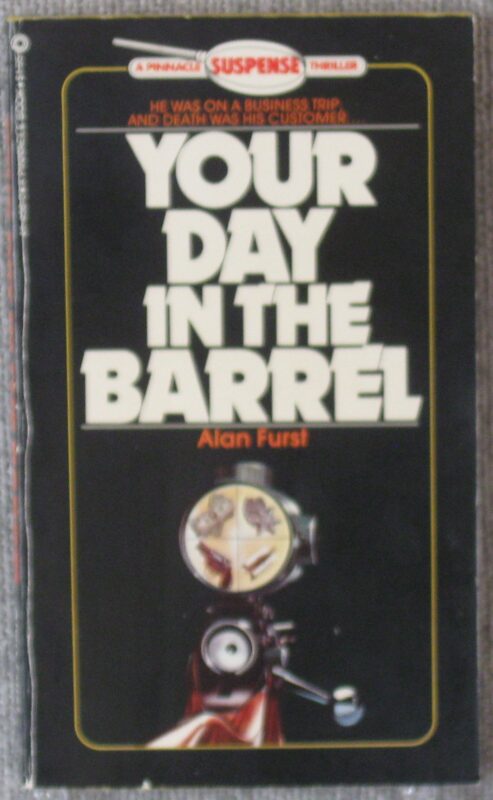 A PINNACLE SUSPENSE THRILLER
HE WAS ON A BUSINESS TRIP,
AND DEATH WAS HIS CUSTOMER....
YOUR
DAY
IN THE
BARREL
Alan Furst